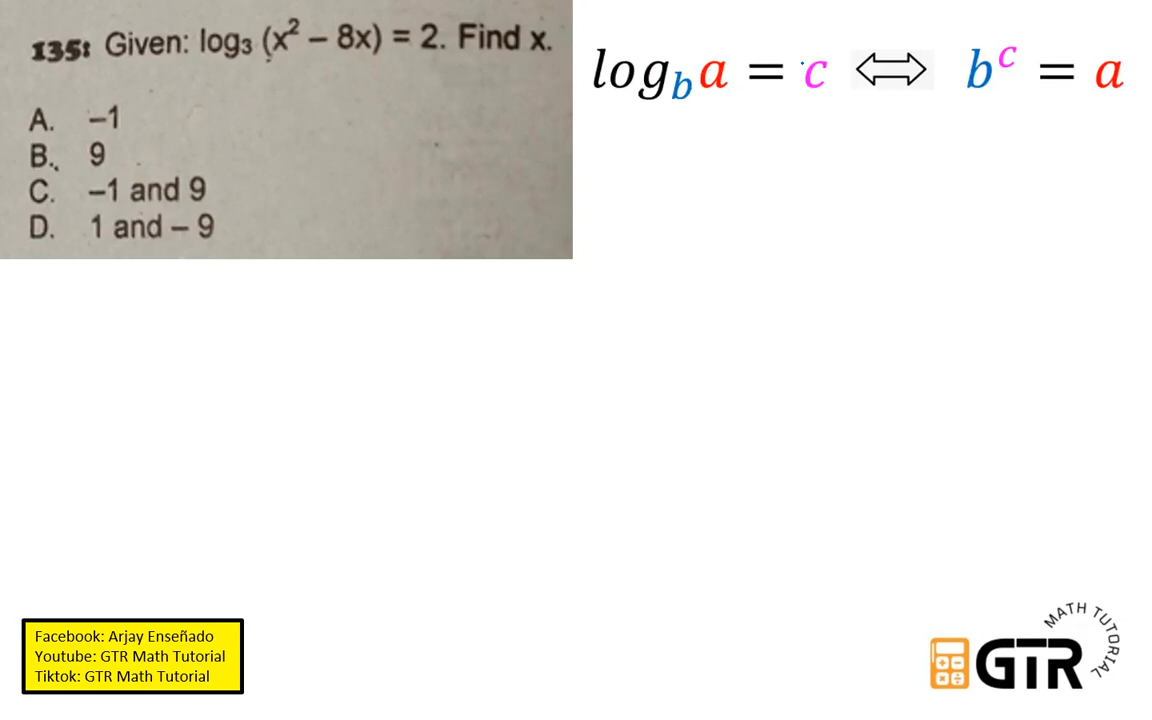 135: Given: log₃ (x² – 8x) = 2. Find x.
A. –1
B. 9
C. –1 and 9
D. 1 and – 9
log_b a = c ⇔ b^c = a
Facebook: Arjay Enseñado
Youtube: GTR Math Tutorial
Tiktok: GTR Math Tutorial
MATH TUTORIAL
GTR